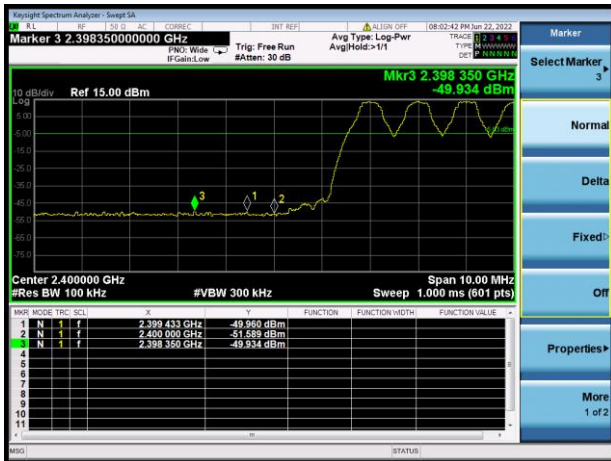 Keysight Spectrum Analyzer - Swept SA
RL RF 50 Ω AC CORREC INT REF ALIGN OFF 08:02:42 PM Jun 22, 2022
Marker 3 2.398350000000 GHz
PNO: Wide
IFGain:Low
Trig: Free Run
#Atten: 30 dB
Avg Type: Log-Pwr
Avg|Hold:>1/1
TRACE 1 2 3 4 5 6
TYPE M WWWWW
DET P NNNNN
Mkr3 2.398 350 GHz
-49.934 dBm
10 dB/div Ref 15.00 dBm
Log
5.00
-5.00
-15.0
-25.0
-35.0
-45.0
-55.0
-65.0
-75.0
3
1
2
Center 2.400000 GHz Span 10.00 MHz
#Res BW 100 kHz #VBW 300 kHz Sweep 1.000 ms (601 pts)
MKR MODE TRC SCL X Y FUNCTION FUNCTION WIDTH FUNCTION VALUE
1 N 1 f 2.399 433 GHz -49.960 dBm
2 N 1 f 2.400 000 GHz -51.589 dBm
3 N 1 f 2.398 350 GHz -49.934 dBm
4
5
6
7
8
9
10
11
MSG STATUS
Marker
Select Marker
3
Normal
Delta
Fixed
Off
Properties
More
1 of 2